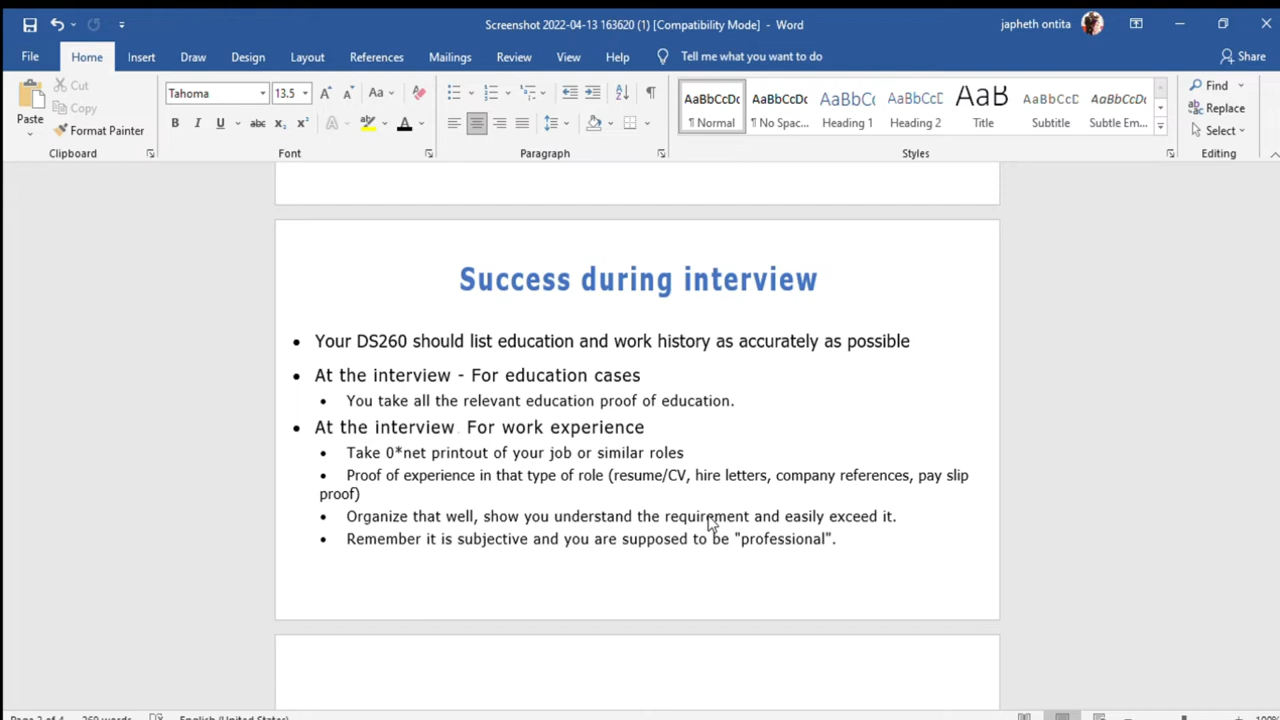 Screenshot 2022-04-13 163620 (1) [Compatibility Mode] - Word
japheth ontita
File Home Insert Draw Design Layout References Mailings Review View Help Tell me what you want to do Share
Paste
Cut
Copy
Format Painter
Clipboard
Tahoma 13.5
Font
Paragraph
AaBbCcDc AaBbCcDc AaBbCc AaBbCcD AaB AaBbCcD AaBbCcDc
¶ Normal ¶ No Spac... Heading 1 Heading 2 Title Subtitle Subtle Em...
Styles
Find
Replace
Select
Editing
Success during interview
• Your DS260 should list education and work history as accurately as possible
• At the interview - For education cases
• You take all the relevant education proof of education.
• At the interview For work experience
• Take 0*net printout of your job or similar roles
• Proof of experience in that type of role (resume/CV, hire letters, company references, pay slip
proof)
• Organize that well, show you understand the requirement and easily exceed it.
• Remember it is subjective and you are supposed to be "professional".
269 words English (United States)